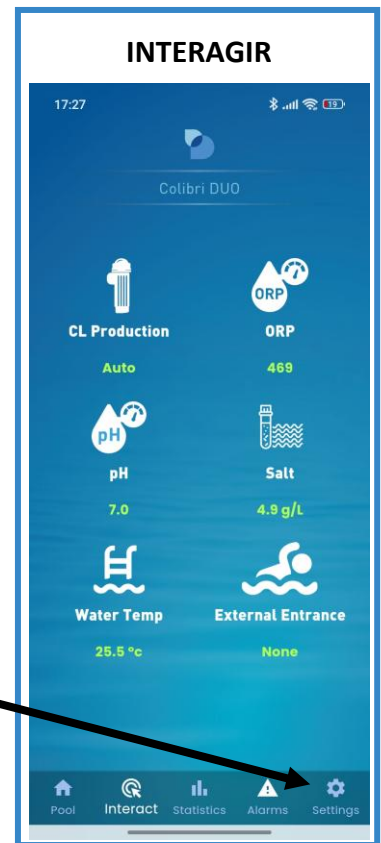 INTERAGIR
17:27
19
Colibri DUO
ORP
CL Production
ORP
Auto
469
pH
pH
Salt
7.0
4.9 g/L
Water Temp
External Entrance
25.5 °c
None
Pool
Interact
Statistics
Alarms
Settings